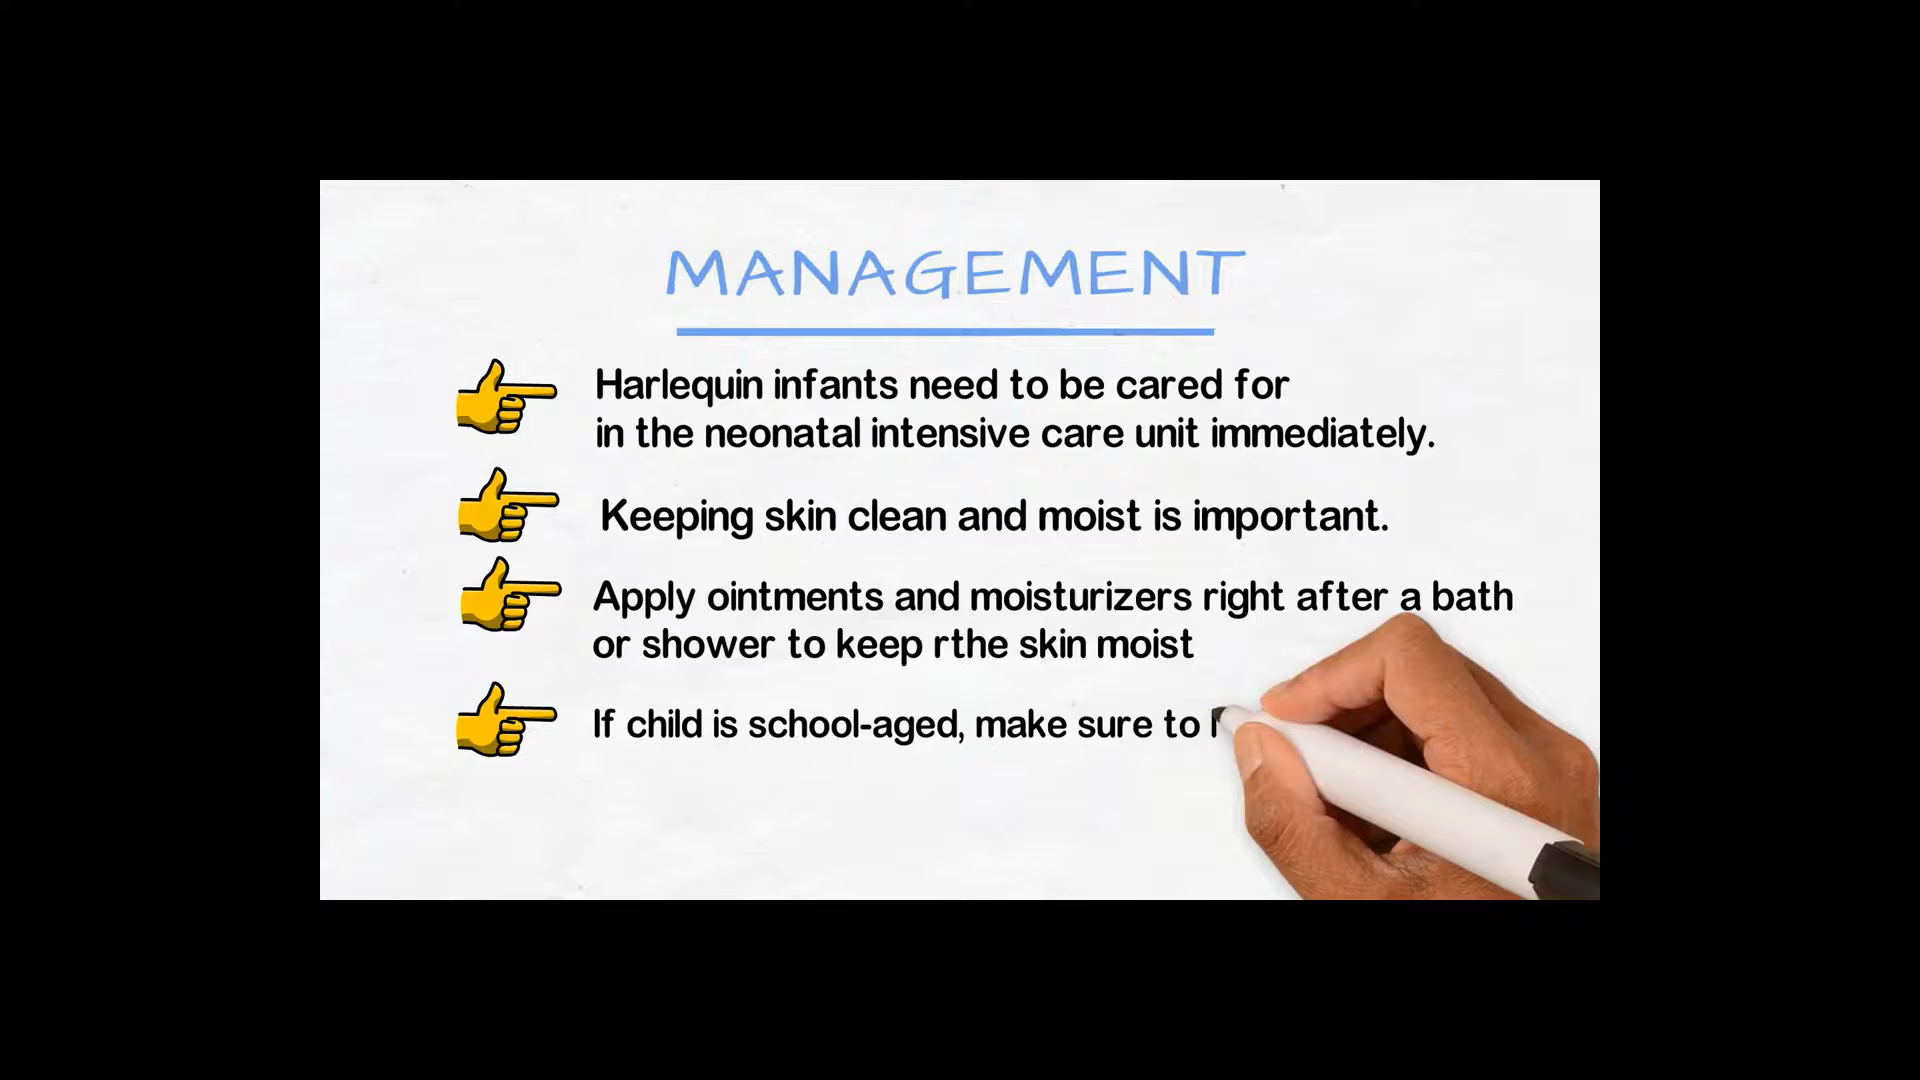 MANAGEMENT
Harlequin infants need to be cared for
in the neonatal intensive care unit immediately.
Keeping skin clean and moist is important.
Apply ointments and moisturizers right after a bath
or shower to keep rthe skin moist
If child is school-aged, make sure to